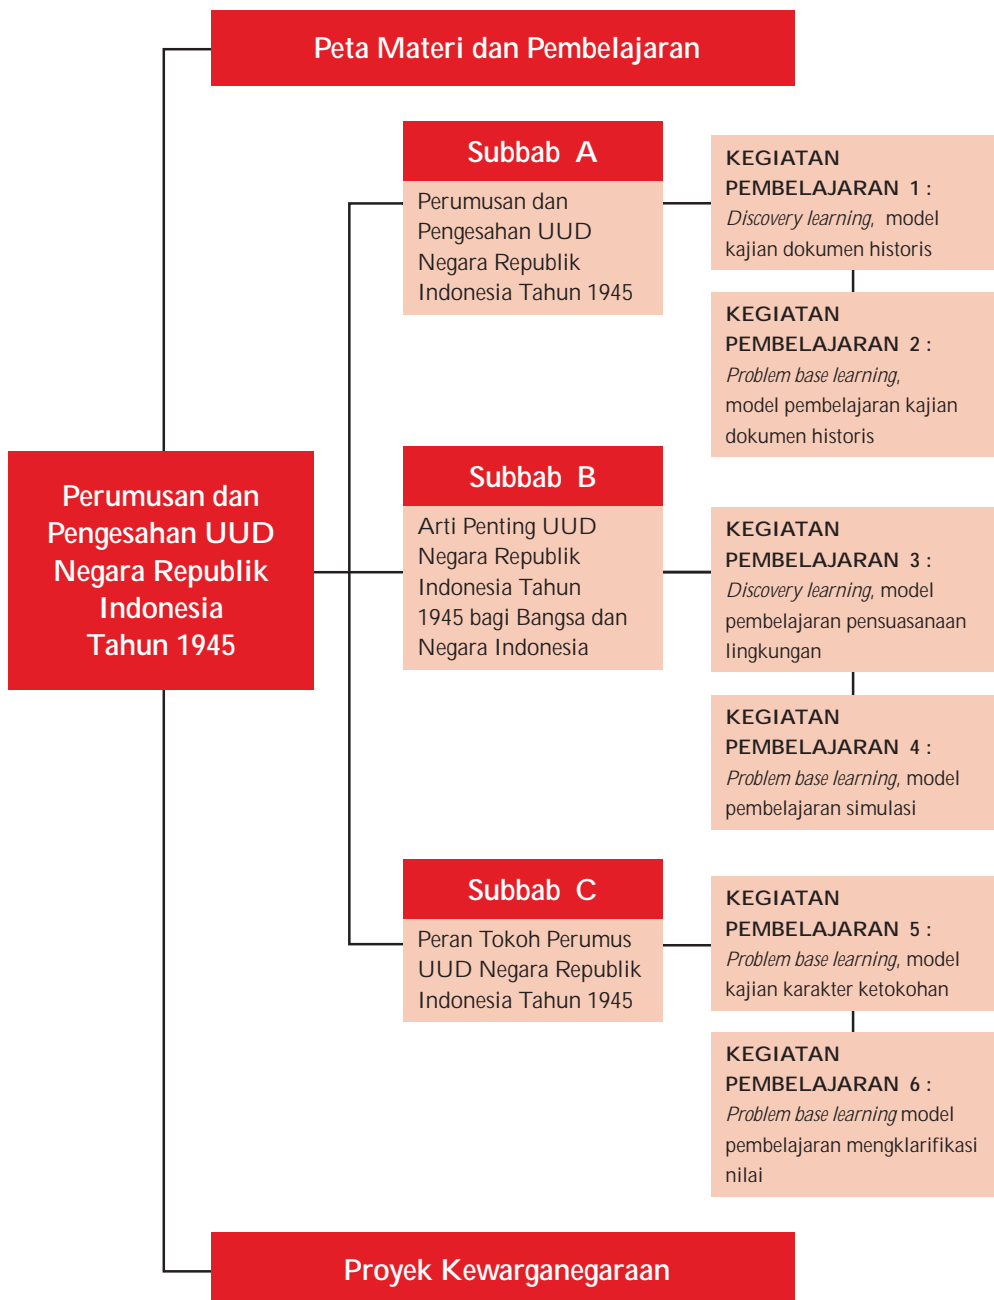 Peta Materi dan Pembelajaran
Perumusan dan
Pengesahan UUD
Negara Republik
Indonesia
Tahun 1945
Subbab A
Perumusan dan
Pengesahan UUD
Negara Republik
Indonesia Tahun 1945
KEGIATAN
PEMBELAJARAN 1 :
Discovery learning, model
kajian dokumen historis
KEGIATAN
PEMBELAJARAN 2 :
Problem base learning,
model pembelajaran kajian
dokumen historis
Subbab B
Arti Penting UUD
Negara Republik
Indonesia Tahun
1945 bagi Bangsa dan
Negara Indonesia
KEGIATAN
PEMBELAJARAN 3 :
Discovery learning, model
pembelajaran pensuasanaan
lingkungan
KEGIATAN
PEMBELAJARAN 4 :
Problem base learning, model
pembelajaran simulasi
Subbab C
Peran Tokoh Perumus
UUD Negara Republik
Indonesia Tahun 1945
KEGIATAN
PEMBELAJARAN 5 :
Problem base learning, model
kajian karakter ketokohan
KEGIATAN
PEMBELAJARAN 6 :
Problem base learning model
pembelajaran mengklarifikasi
nilai
Proyek Kewarganegaraan